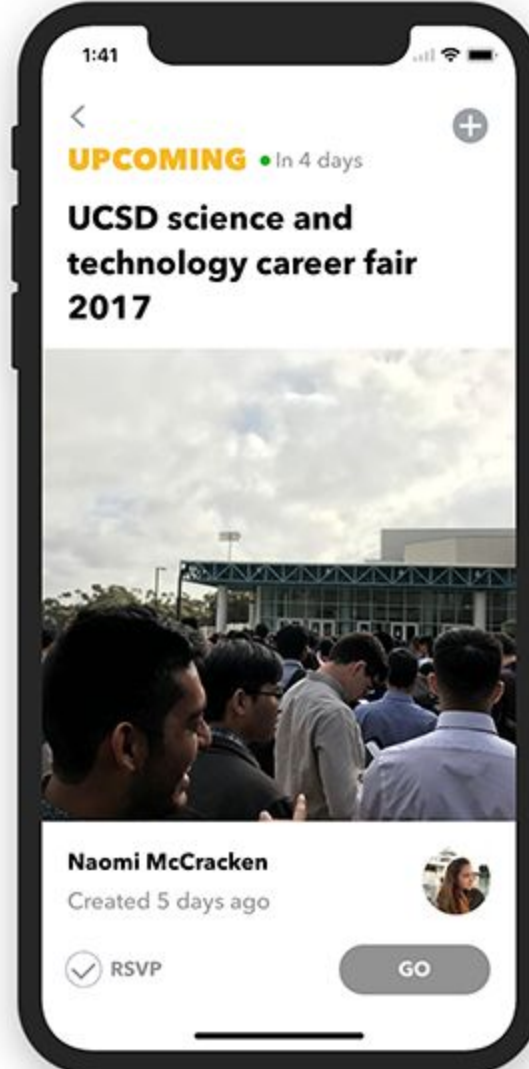 1:41
UPCOMING In 4 days
UCSD science and
technology career fair
2017
Naomi McCracken
Created 5 days ago
RSVP
GO